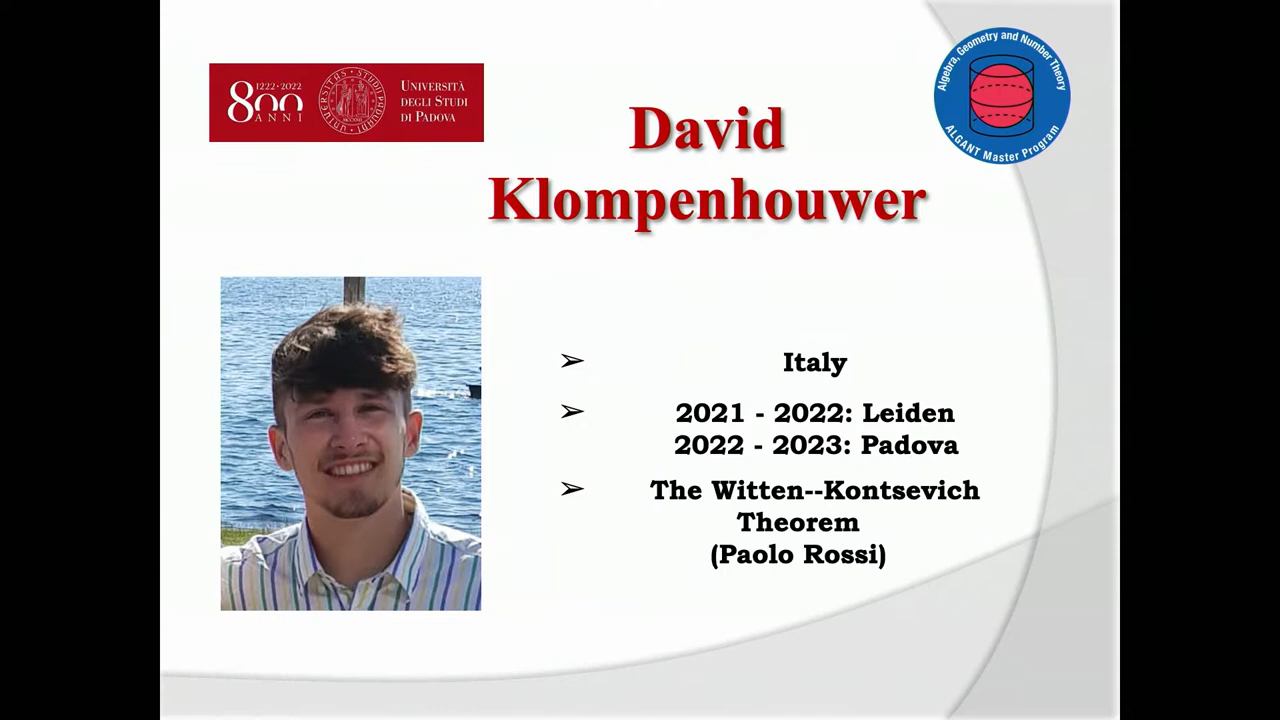 1222·2022
800
ANNI
UNIVERSITÀ
DEGLI STUDI
DI PADOVA
Algebra, Geometry and Number Theory
ALGANT Master Program
David
Klompenhouwer
➢ Italy
➢ 2021 - 2022: Leiden
2022 - 2023: Padova
➢ The Witten--Kontsevich
Theorem
(Paolo Rossi)